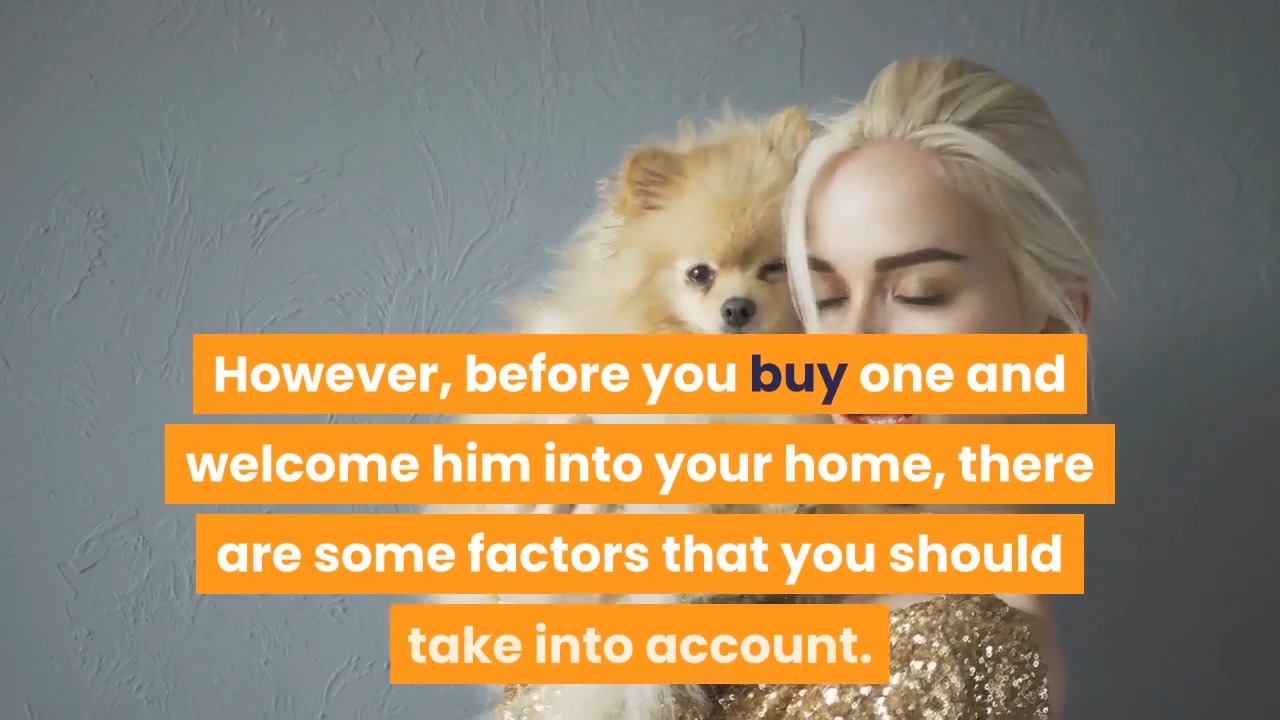 However, before you buy one and
welcome him into your home, there
are some factors that you should
take into account.